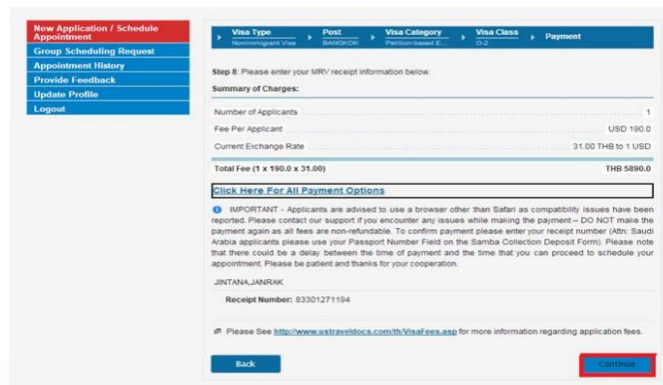 New Application / Schedule
Appointment
Group Scheduling Request
Appointment History
Provide Feedback
Update Profile
Logout
Visa Type
Nonimmigrant Visa
Post
BANGKOK
Visa Category
Petition-based E...
Visa Class
O-2
Payment
Step 8: Please enter your MRV receipt information below.
Summary of Charges:
Number of Applicants 1
Fee Per Applicant USD 190.0
Current Exchange Rate 31.00 THB to 1 USD
Total Fee (1 x 190.0 x 31.00) THB 5890.0
Click Here For All Payment Options
IMPORTANT - Applicants are advised to use a browser other than Safari as compatibility issues have been
reported. Please contact our support if you encounter any issues while making the payment – DO NOT make the
payment again as all fees are non-refundable. To confirm payment please enter your receipt number (Attn: Saudi
Arabia applicants please use your Passport Number Field on the Samba Collection Deposit Form). Please note
that there could be a delay between the time of payment and the time that you can proceed to schedule your
appointment. Please be patient and thanks for your cooperation.
JINTANA,JANRAK
Receipt Number: 83301271194
Please See http://www.ustraveldocs.com/th/VisaFees.asp for more information regarding application fees.
Back
Continue